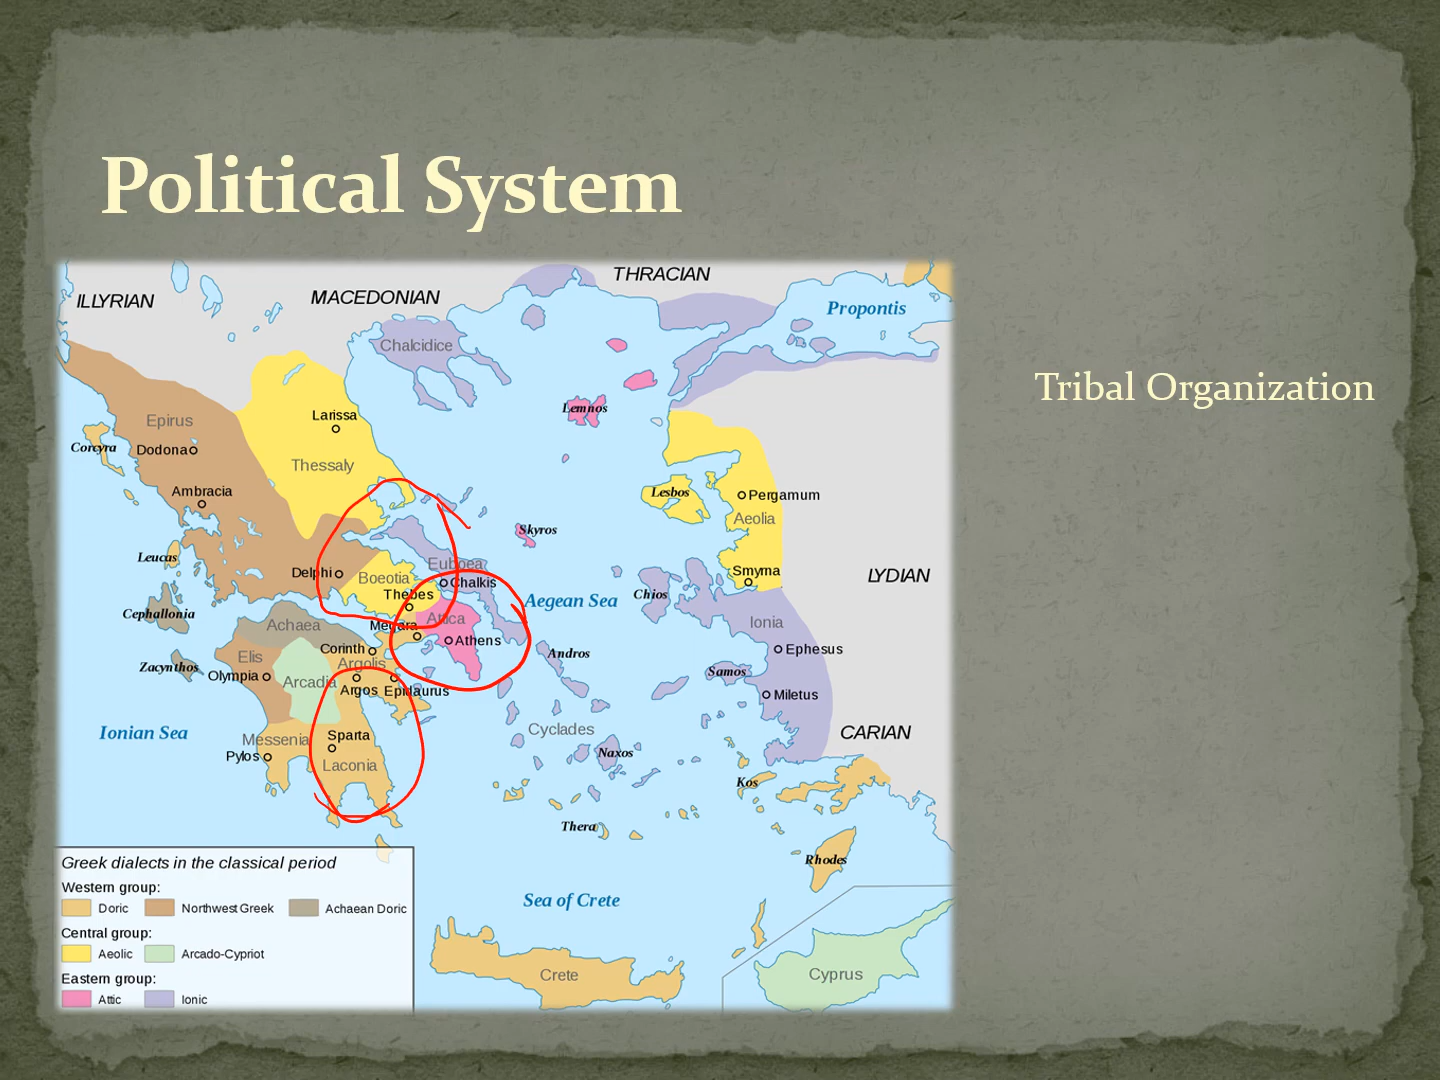 Political System
Tribal Organization
ILLYRIAN
MACEDONIAN
THRACIAN
Propontis
Chalcidice
Lemnos
Larissa
Epirus
Corcyra
Dodona
Thessaly
Ambracia
Lesbos
Pergamum
Aeolia
Skyros
Leucas
Delphi
Boeotia
Euboea
Chalkis
Thebes
Smyrna
LYDIAN
Chios
Aegean Sea
Cephallonia
Achaea
Megara
Attica
Athens
Ionia
Ephesus
Corinth
Elis
Argolis
Andros
Zacynthos
Olympia
Arcadia
Argos
Epidaurus
Samos
Miletus
Ionian Sea
Messenia
Sparta
Cyclades
CARIAN
Pylos
Laconia
Naxos
Kos
Thera
Rhodes
Sea of Crete
Crete
Cyprus
Greek dialects in the classical period
Western group:
Doric Northwest Greek Achaean Doric
Central group:
Aeolic Arcado-Cypriot
Eastern group:
Attic Ionic